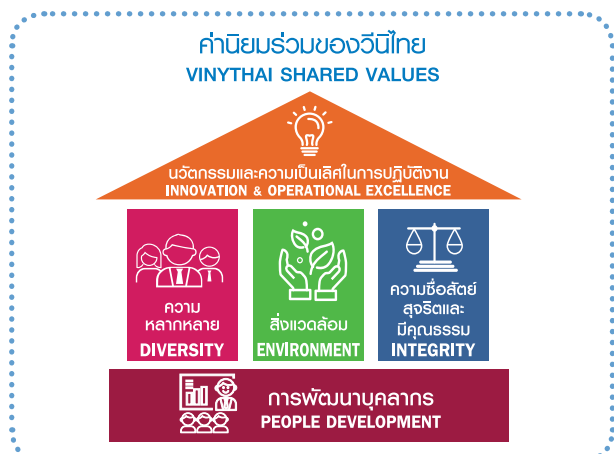 ค่านิยมร่วมของวีนิไทย
VINYTHAI SHARED VALUES
นวัตกรรมและความเป็นเลิศในการปฏิบัติงาน
INNOVATION & OPERATIONAL EXCELLENCE
ความ
หลากหลาย
DIVERSITY
สิ่งแวดล้อม
ENVIRONMENT
ความซื่อสัตย์
สุจริตและ
มีคุณธรรม
INTEGRITY
การพัฒนาบุคลากร
PEOPLE DEVELOPMENT